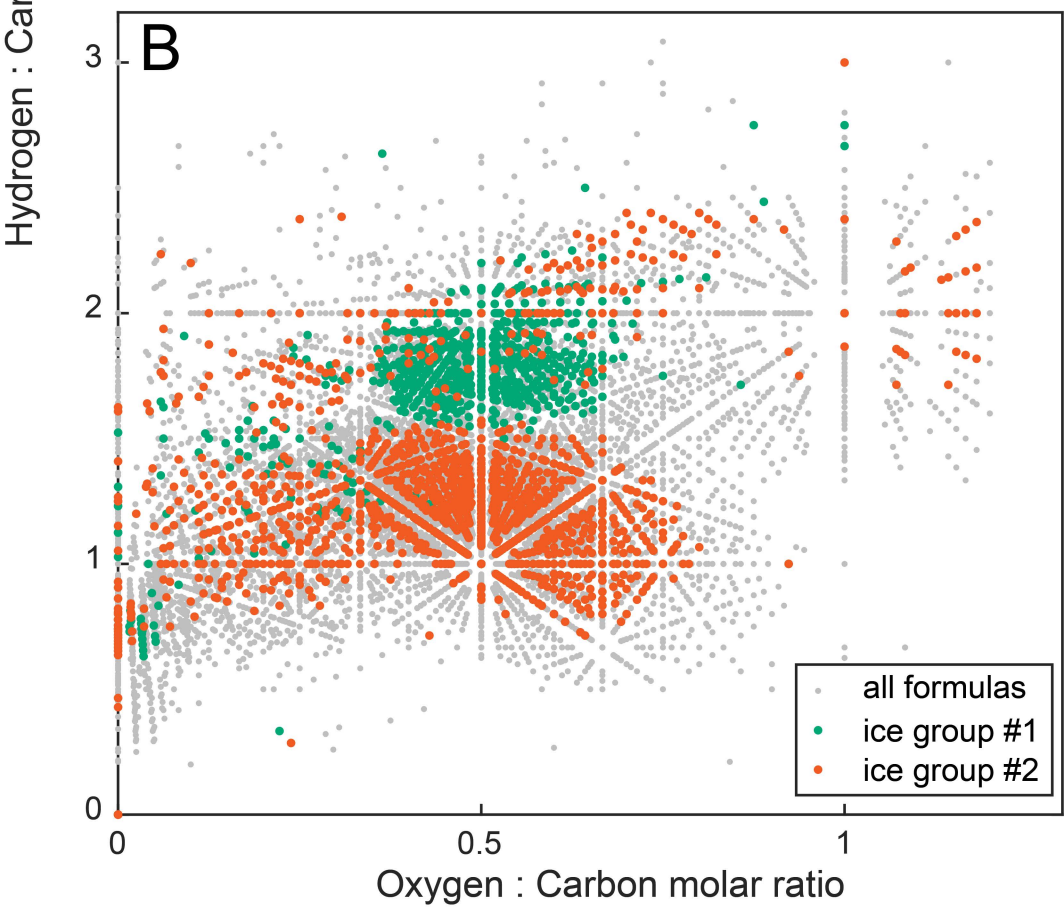 B
Hydrogen : Ca
3
2
1
0
0
0.5
1
Oxygen : Carbon molar ratio
all formulas
ice group #1
ice group #2